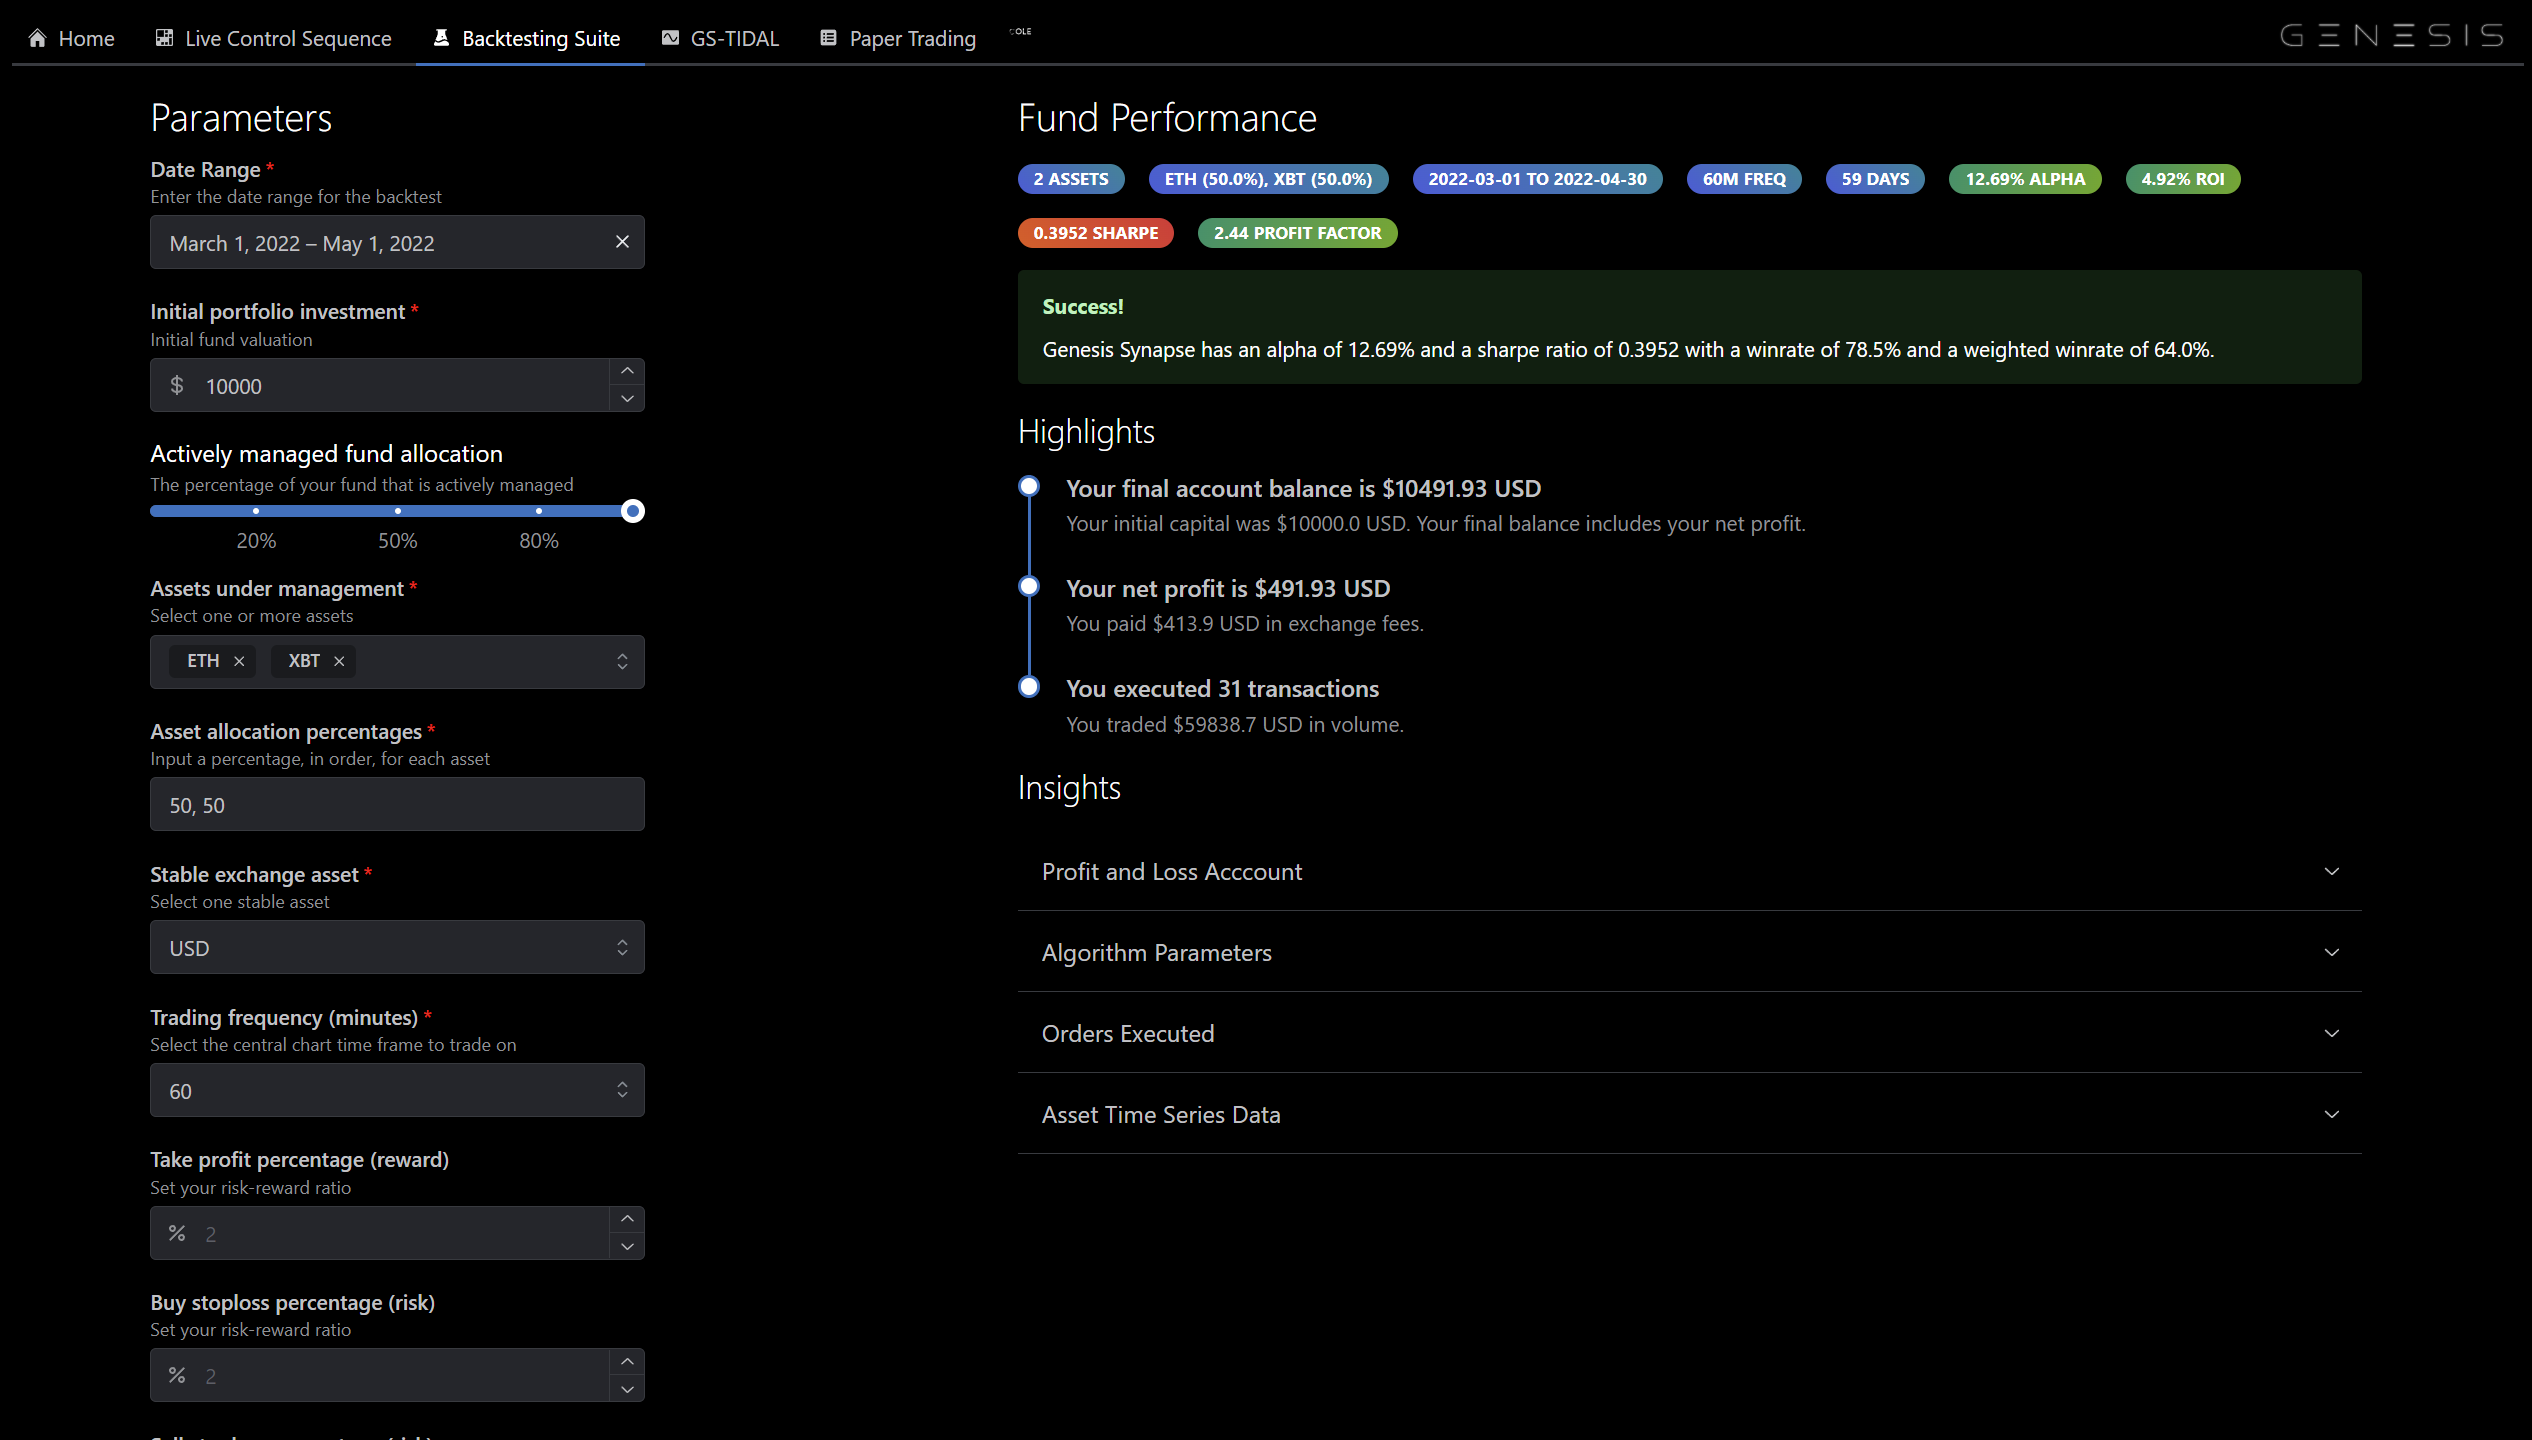 Home Live Control Sequence Backtesting Suite GS-TIDAL Paper Trading GENESIS
Parameters
Date Range *
Enter the date range for the backtest
March 1, 2022 – May 1, 2022
Initial portfolio investment *
Initial fund valuation
$ 10000
Actively managed fund allocation
The percentage of your fund that is actively managed
20% 50% 80%
Assets under management *
Select one or more assets
ETH XBT
Asset allocation percentages *
Input a percentage, in order, for each asset
50, 50
Stable exchange asset *
Select one stable asset
USD
Trading frequency (minutes) *
Select the central chart time frame to trade on
60
Take profit percentage (reward)
Set your risk-reward ratio
% 2
Buy stoploss percentage (risk)
Set your risk-reward ratio
% 2
Fund Performance
2 ASSETS ETH (50.0%), XBT (50.0%) 2022-03-01 TO 2022-04-30 60M FREQ 59 DAYS 12.69% ALPHA 4.92% ROI
0.3952 SHARPE 2.44 PROFIT FACTOR
Success!
Genesis Synapse has an alpha of 12.69% and a sharpe ratio of 0.3952 with a winrate of 78.5% and a weighted winrate of 64.0%.
Highlights
Your final account balance is $10491.93 USD
Your initial capital was $10000.0 USD. Your final balance includes your net profit.
Your net profit is $491.93 USD
You paid $413.9 USD in exchange fees.
You executed 31 transactions
You traded $59838.7 USD in volume.
Insights
Profit and Loss Acccount
Algorithm Parameters
Orders Executed
Asset Time Series Data